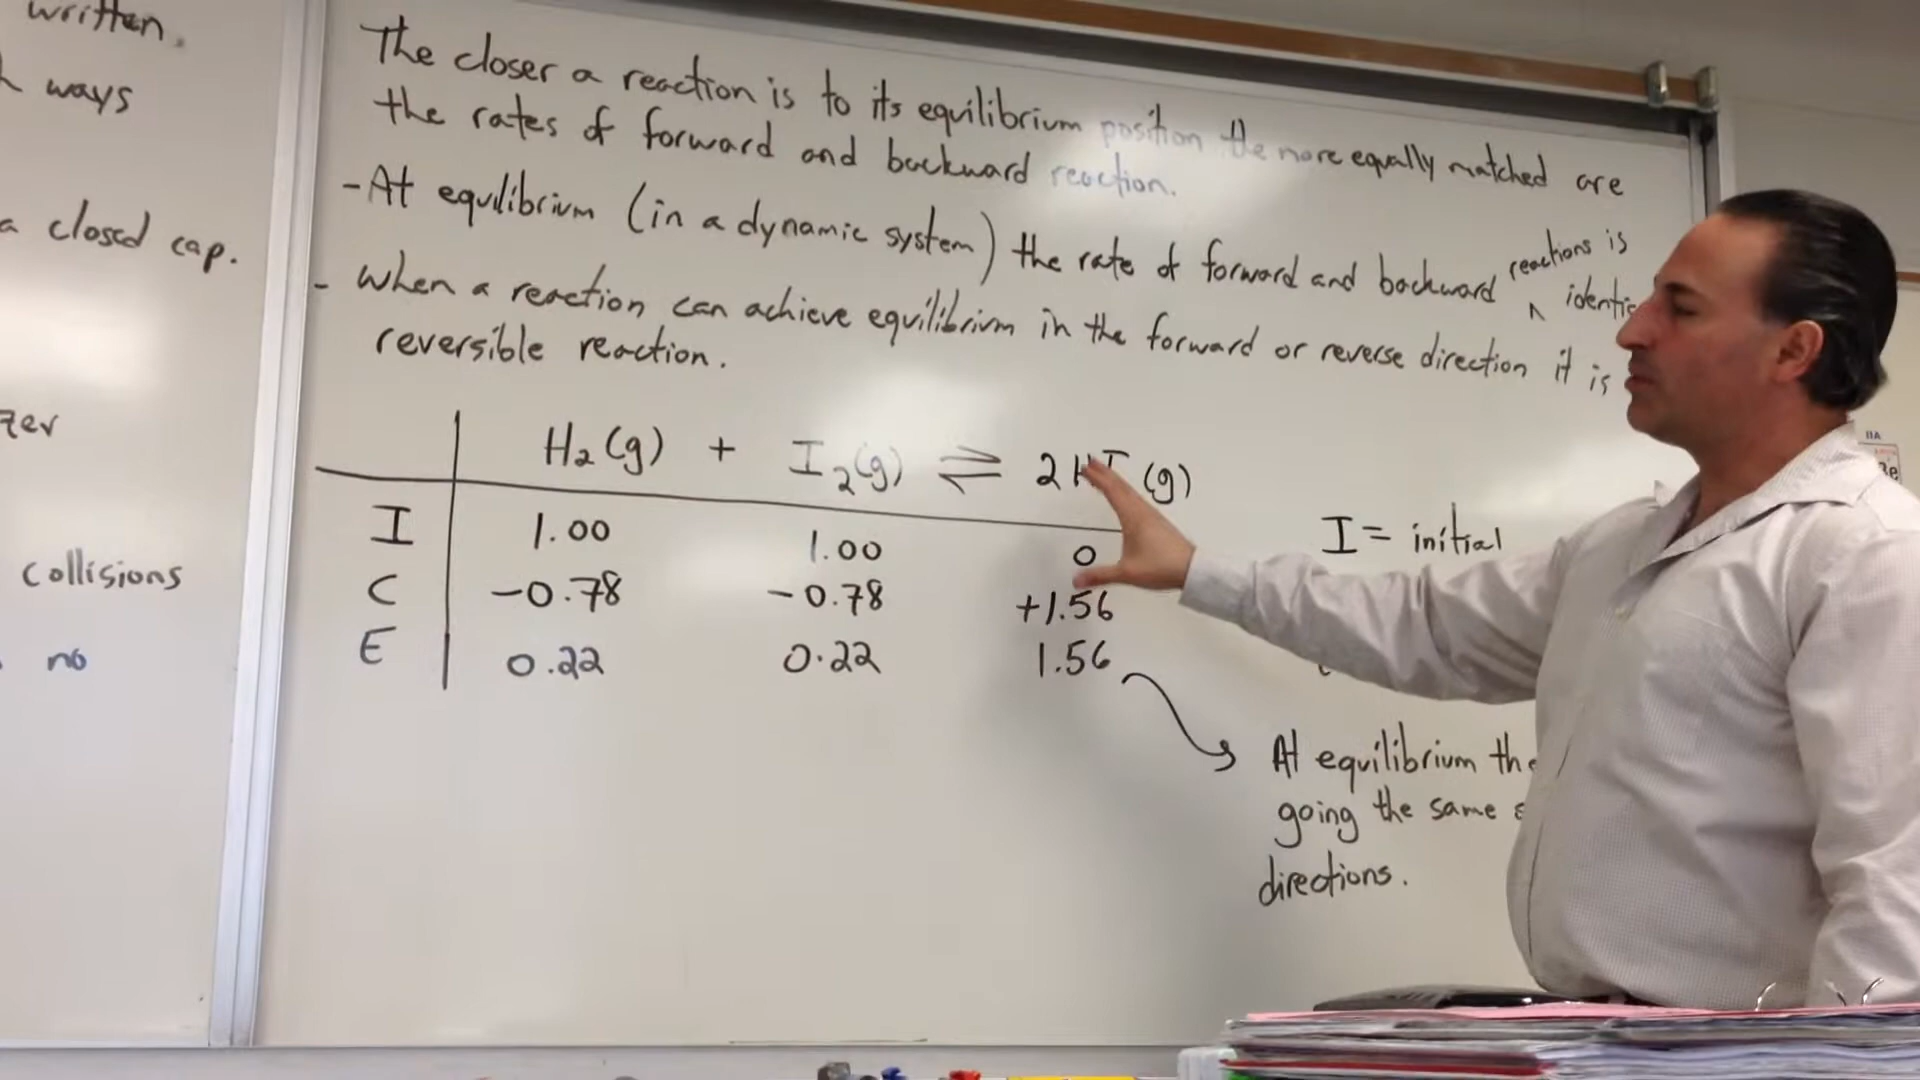 written.
ways
a closed cap.
zer
collisions
no
The closer a reaction is to its equilibrium position the more equally matched are
the rates of forward and backward reaction.
- At equilibrium (in a dynamic system) the rate of forward and backward reactions is identic
- When a reaction can achieve equilibrium in the forward or reverse direction it is
reversible reaction.
H₂(g) + I₂(g) ⇌ 2HI(g)
I 1.00 1.00 0
C -0.78 -0.78 +1.56
E 0.22 0.22 1.56
I = initial
At equilibrium the
going the same
directions.
IIA